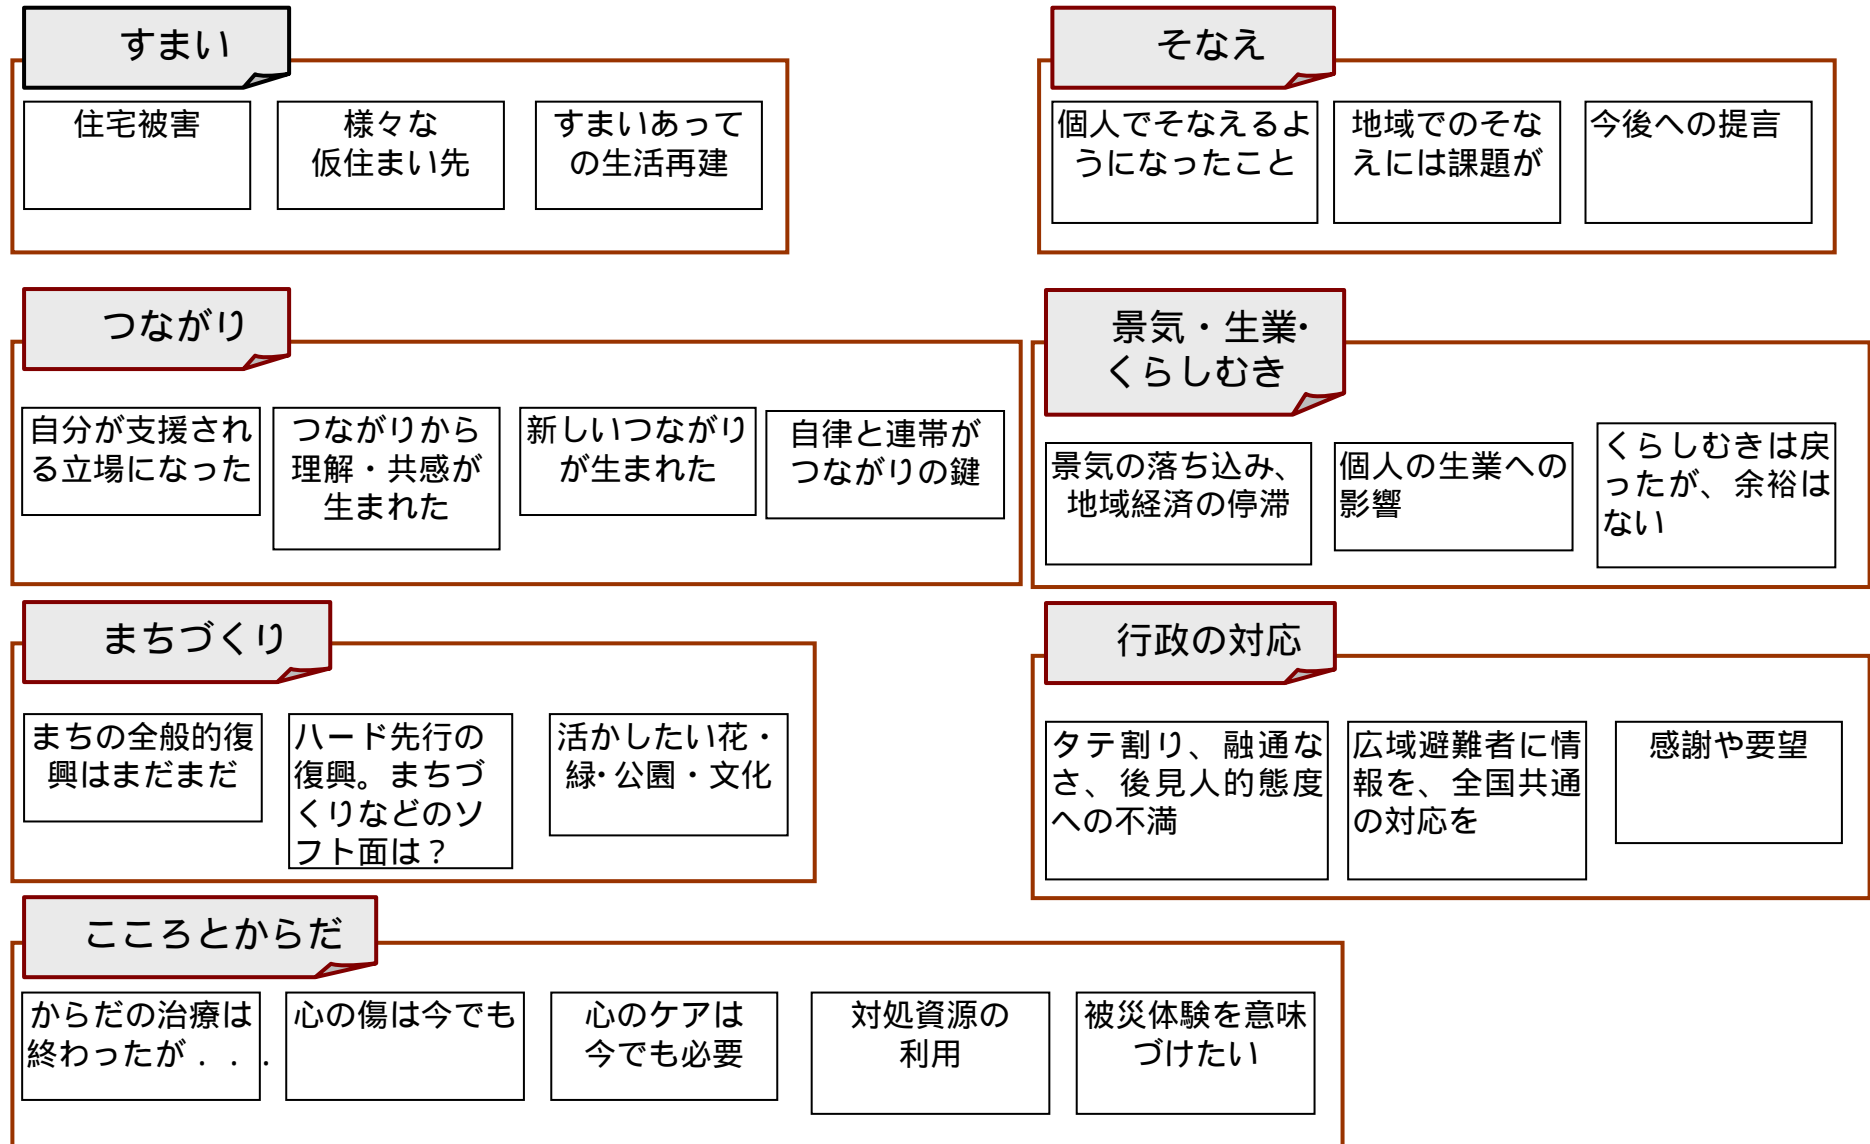 すまい
住宅被害
様々な
仮住まい先
すまいあって
の生活再建
そなえ
個人でそなえるよ
うになったこと
地域でのそな
えには課題が
今後への提言
つながり
自分が支援され
る立場になった
つながりから
理解・共感が
生まれた
新しいつながり
が生まれた
自律と連帯が
つながりの鍵
景気・生業・
くらしむき
景気の落ち込み、
地域経済の停滞
個人の生業への
影響
くらしむきは戻
ったが、余裕は
ない
まちづくり
まちの全般的復
興はまだまだ
ハード先行の
復興。まちづ
くりなどのソ
フト面は？
活かしたい花・
緑・公園・文化
行政の対応
タテ割り、融通な
さ、後見人的態度
への不満
広域避難者に情
報を、全国共通
の対応を
感謝や要望
こころとからだ
からだの治療は
終わったが．．．
心の傷は今でも
心のケアは
今でも必要
対処資源の
利用
被災体験を意味
づけたい